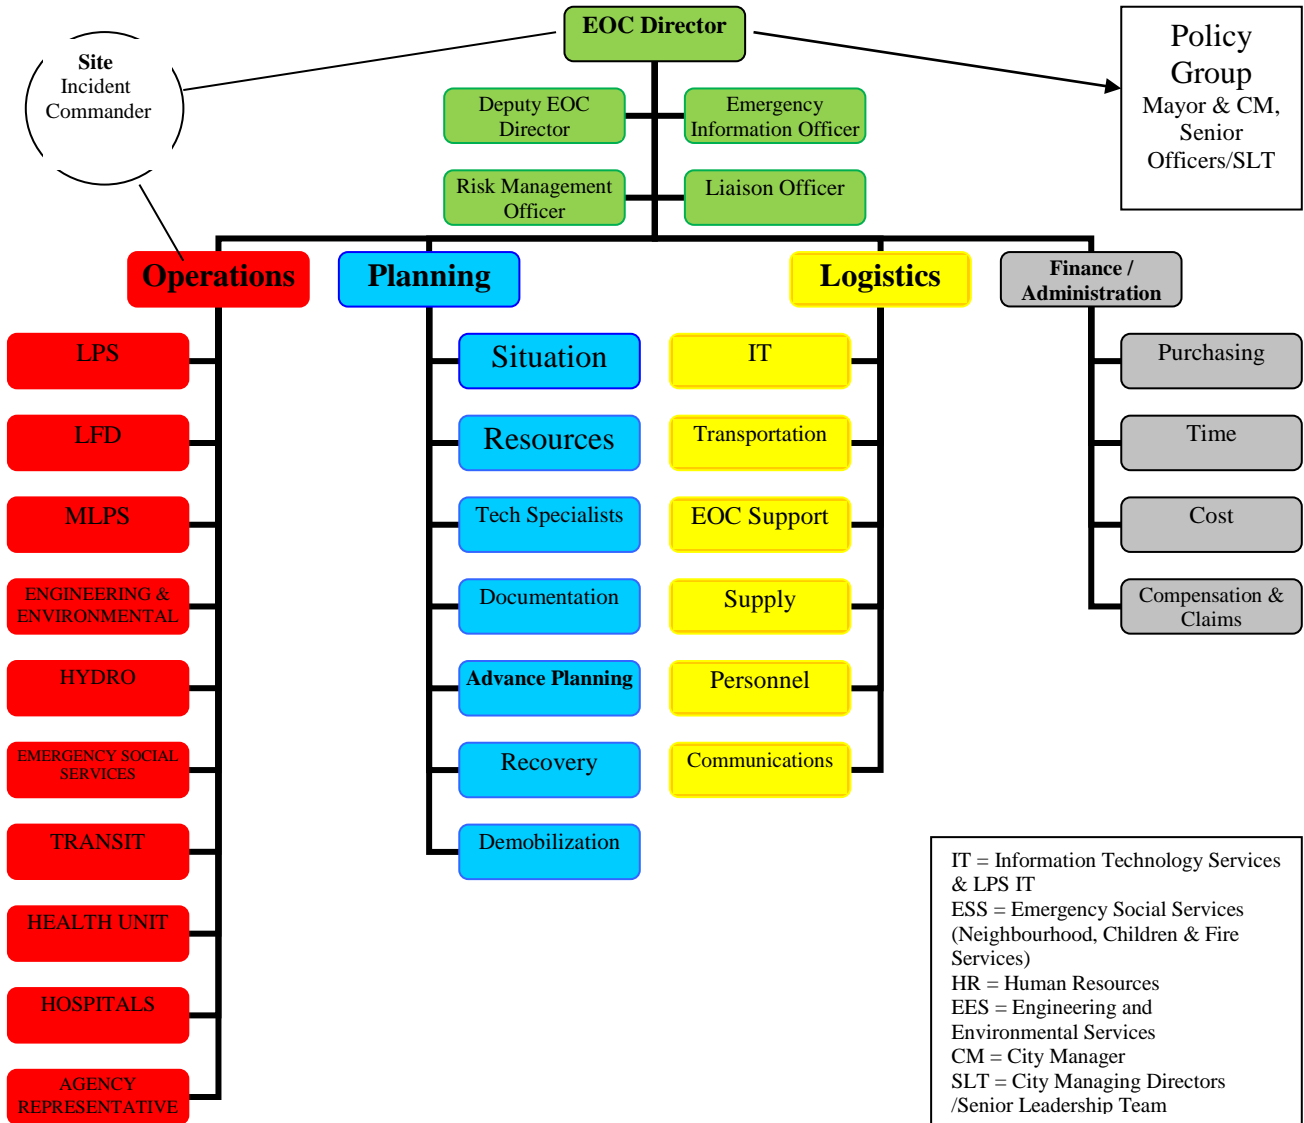 EOC Director
Site
Incident
Commander
Policy
Group
Mayor & CM,
Senior
Officers/SLT
Deputy EOC
Director
Emergency
Information Officer
Risk Management
Officer
Liaison Officer
Operations
Planning
Logistics
Finance /
Administration
LPS
LFD
MLPS
ENGINEERING &
ENVIRONMENTAL
HYDRO
EMERGENCY SOCIAL
SERVICES
TRANSIT
HEALTH UNIT
HOSPITALS
AGENCY
REPRESENTATIVE
Situation
Resources
Tech Specialists
Documentation
Advance Planning
Recovery
Demobilization
IT
Transportation
EOC Support
Supply
Personnel
Communications
Purchasing
Time
Cost
Compensation &
Claims
IT = Information Technology Services
& LPS IT
ESS = Emergency Social Services
(Neighbourhood, Children & Fire
Services)
HR = Human Resources
EES = Engineering and
Environmental Services
CM = City Manager
SLT = City Managing Directors
/Senior Leadership Team